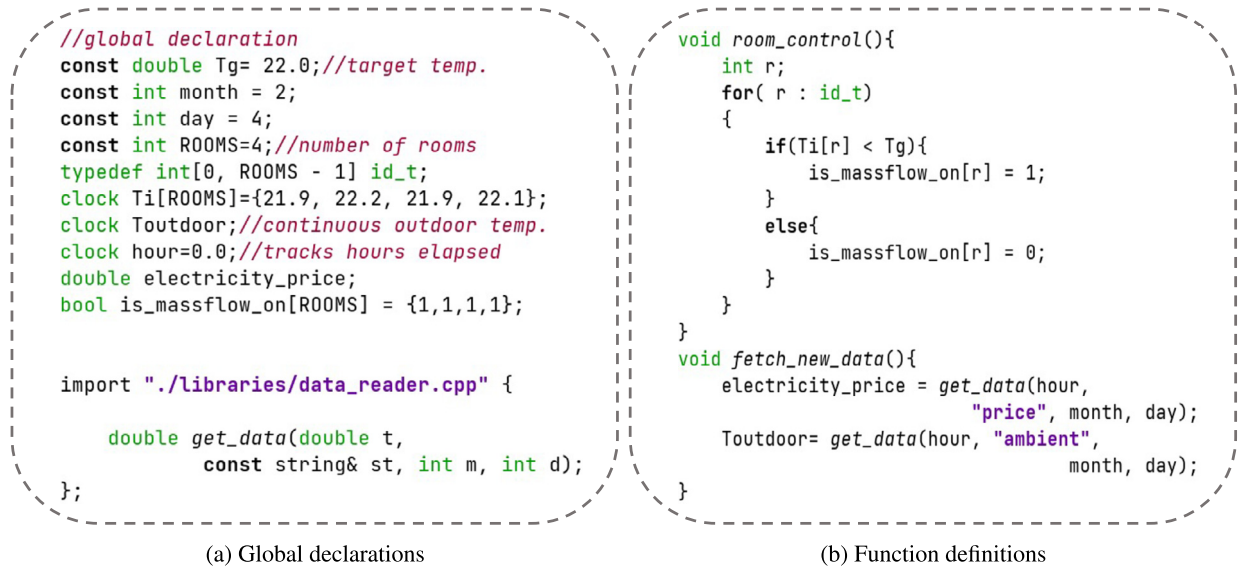 //global declaration
const double Tg= 22.0;//target temp.
const int month = 2;
const int day = 4;
const int ROOMS=4;//number of rooms
typedef int[0, ROOMS - 1] id_t;
clock Ti[ROOMS]={21.9, 22.2, 21.9, 22.1};
clock Toutdoor;//continuous outdoor temp.
clock hour=0.0;//tracks hours elapsed
double electricity_price;
bool is_massflow_on[ROOMS] = {1,1,1,1};
import "./libraries/data_reader.cpp" {
double get_data(double t,
const string& st, int m, int d);
};
(a) Global declarations
void room_control(){
int r;
for( r : id_t)
{
if(Ti[r] < Tg){
is_massflow_on[r] = 1;
}
else{
is_massflow_on[r] = 0;
}
}
}
void fetch_new_data(){
electricity_price = get_data(hour,
"price", month, day);
Toutdoor= get_data(hour, "ambient",
month, day);
}
(b) Function definitions